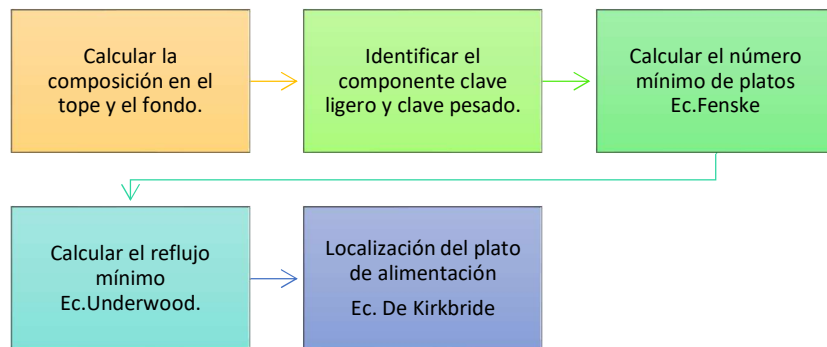 Calcular la
composición en el
tope y el fondo.
Identificar el
componente clave
ligero y clave pesado.
Calcular el número
mínimo de platos
Ec.Fenske
Calcular el reflujo
mínimo
Ec.Underwood.
Localización del plato
de alimentación
Ec. De Kirkbride